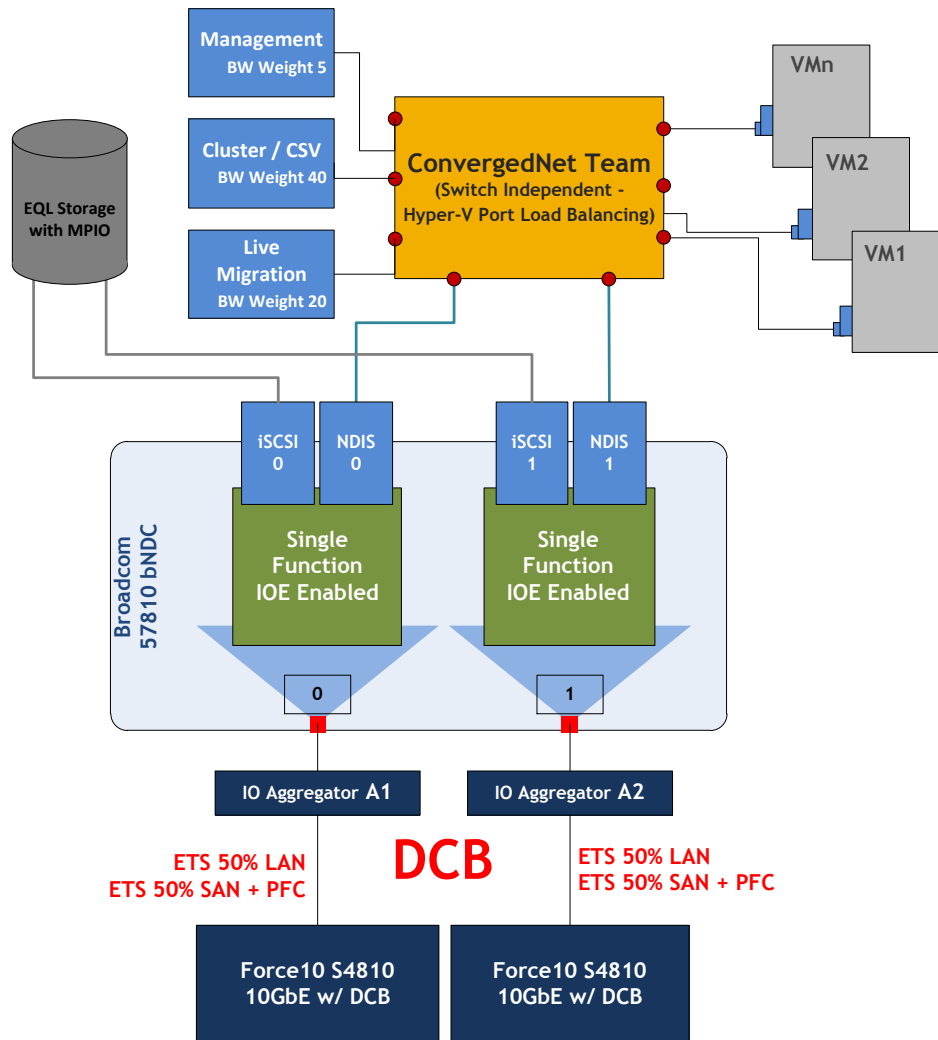 Management
BW Weight 5
Cluster / CSV
BW Weight 40
Live
Migration
BW Weight 20
EQL Storage
with MPIO
ConvergedNet Team
(Switch Independent -
Hyper-V Port Load Balancing)
VMn
VM2
VM1
iSCSI
0
NDIS
0
iSCSI
1
NDIS
1
Broadcom
57810 bNDC
Single
Function
IOE Enabled
Single
Function
IOE Enabled
0
1
IO Aggregator A1
IO Aggregator A2
ETS 50% LAN
ETS 50% SAN + PFC
DCB
ETS 50% LAN
ETS 50% SAN + PFC
Force10 S4810
10GbE w/ DCB
Force10 S4810
10GbE w/ DCB